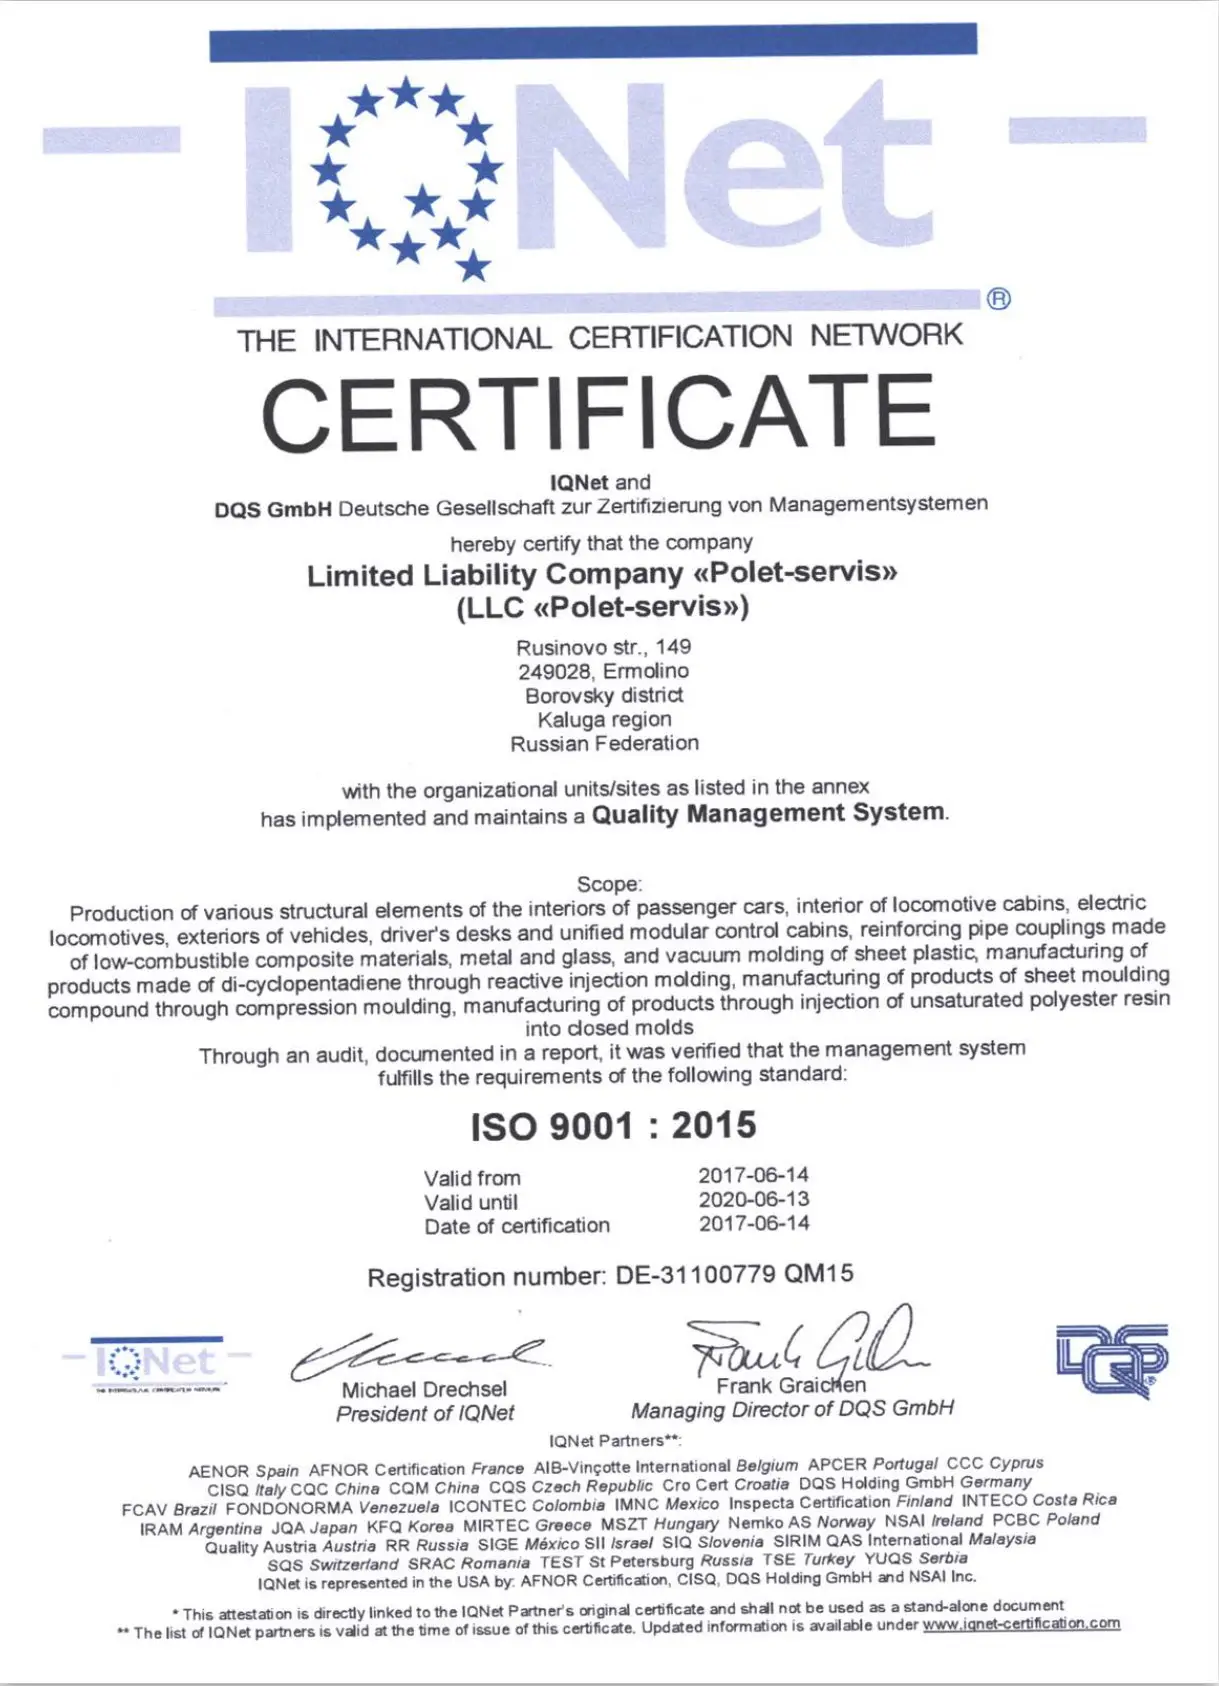 IQNet
®
THE INTERNATIONAL CERTIFICATION NETWORK
CERTIFICATE
IQNet and
DQS GmbH Deutsche Gesellschaft zur Zertifizierung von Managementsystemen
hereby certify that the company
Limited Liability Company «Polet-servis»
(LLC «Polet-servis»)
Rusinovo str., 149
249028, Ermolino
Borovsky district
Kaluga region
Russian Federation
with the organizational units/sites as listed in the annex
has implemented and maintains a Quality Management System.
Scope:
Production of various structural elements of the interiors of passenger cars, interior of locomotive cabins, electric
locomotives, exteriors of vehicles, driver's desks and unified modular control cabins, reinforcing pipe couplings made
of low-combustible composite materials, metal and glass, and vacuum molding of sheet plastic, manufacturing of
products made of di-cyclopentadiene through reactive injection molding, manufacturing of products of sheet moulding
compound through compression moulding, manufacturing of products through injection of unsaturated polyester resin
into closed molds
Through an audit, documented in a report, it was verified that the management system
fulfills the requirements of the following standard:
ISO 9001 : 2015
Valid from 2017-06-14
Valid until 2020-06-13
Date of certification 2017-06-14
Registration number: DE-31100779 QM15
IQNet
THE INTERNATIONAL CERTIFICATION NETWORK
Frank
Michael Drechsel
President of IQNet
Frank Graichen
Managing Director of DQS GmbH
DQS ®
IQNet Partners**:
AENOR Spain AFNOR Certification France AIB-Vinçotte International Belgium APCER Portugal CCC Cyprus
CISQ Italy CQC China CQM China CQS Czech Republic Cro Cert Croatia DQS Holding GmbH Germany
FCAV Brazil FONDONORMA Venezuela ICONTEC Colombia IMNC Mexico Inspecta Certification Finland INTECO Costa Rica
IRAM Argentina JQA Japan KFQ Korea MIRTEC Greece MSZT Hungary Nemko AS Norway NSAI Ireland PCBC Poland
Quality Austria Austria RR Russia SIGE México SII Israel SIQ Slovenia SIRIM QAS International Malaysia
SQS Switzerland SRAC Romania TEST St Petersburg Russia TSE Turkey YUQS Serbia
IQNet is represented in the USA by: AFNOR Certification, CISQ, DQS Holding GmbH and NSAI Inc.
* This attestation is directly linked to the IQNet Partner's original certificate and shall not be used as a stand-alone document
** The list of IQNet partners is valid at the time of issue of this certificate. Updated information is available under www.iqnet-certification.com